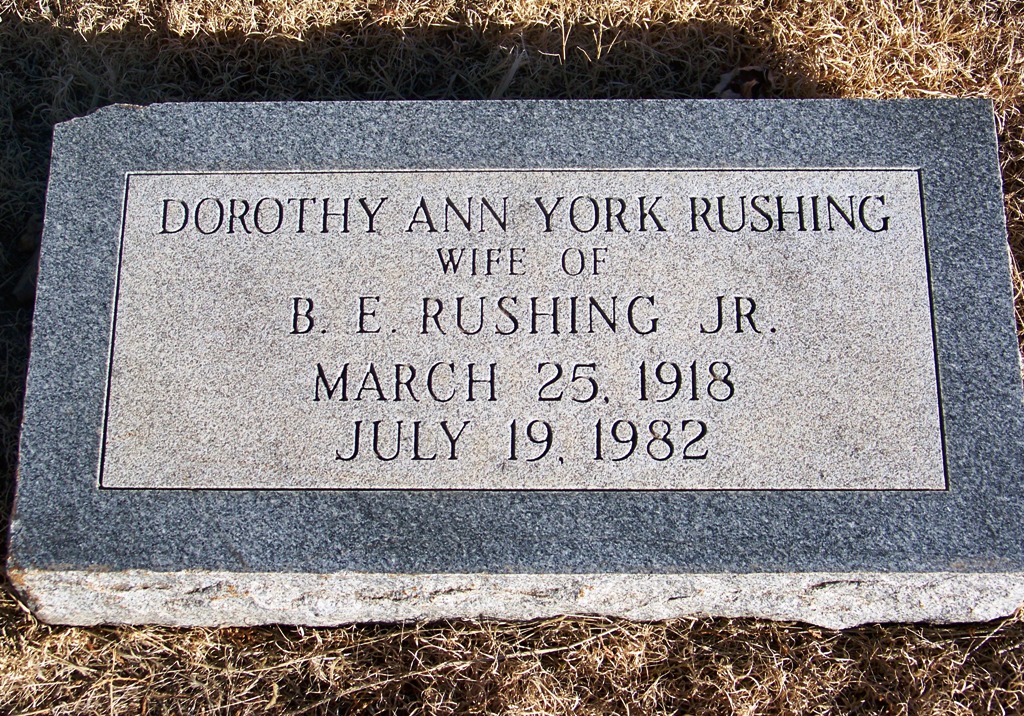 DOROTHY ANN YORK RUSHING
WIFE OF
B. E. RUSHING JR.
MARCH 25, 1918
JULY 19, 1982